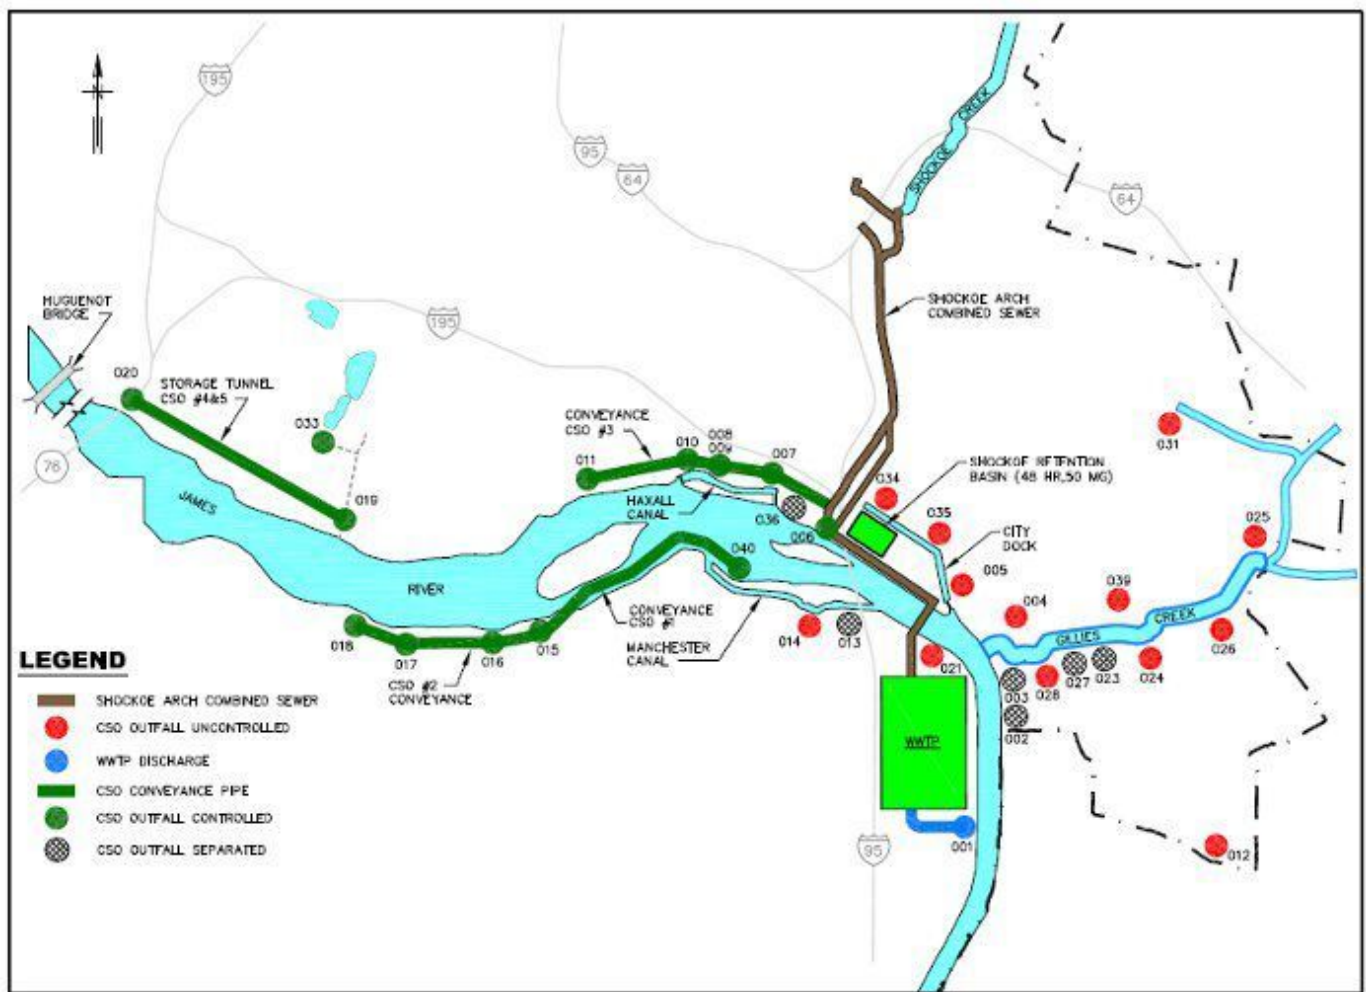 N
195
95
64
SHOCKOE CREEK
64
HUGUENOT
BRIDGE
195
SHOCKOE ARCH
COMBINED SEWER
020
STORAGE TUNNEL
CSO #4&5
033
76
JAMES
019
CONVEYANCE
CSO #3
011
010
008
009
007
HAXALL
CANAL
036
006
034
SHOCKOE RETENTION
BASIN (48 HR,50 MG)
035
CITY
DOCK
005
031
025
039
004
GILLIES
CREEK
026
024
023
027
028
003
002
RIVER
040
CONVEYANCE
CSO #1
MANCHESTER
CANAL
014
013
021
018
017
016
015
CSO #2
CONVEYANCE
WWTP
001
95
012
LEGEND
SHOCKOE ARCH COMBINED SEWER
CSO OUTFALL UNCONTROLLED
WWTP DISCHARGE
CSO CONVEYANCE PIPE
CSO OUTFALL CONTROLLED
CSO OUTFALL SEPARATED